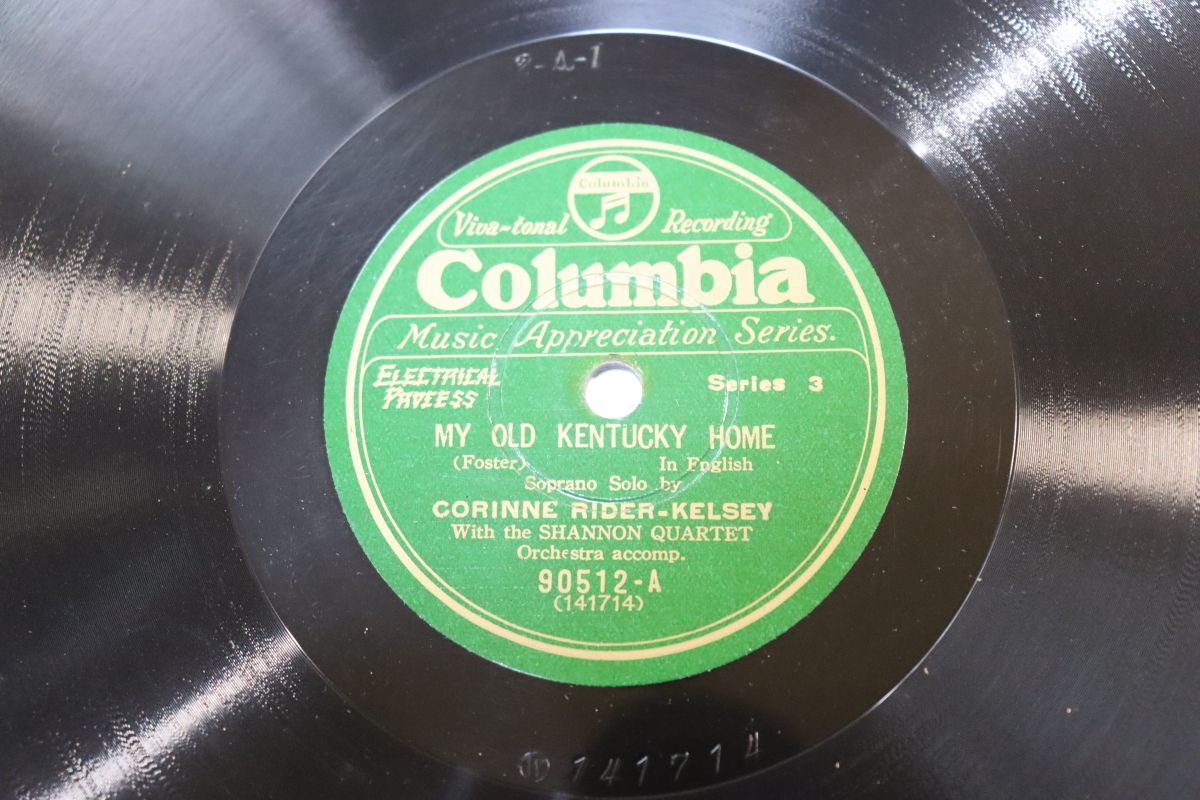 -A-1
Columbia
Viva-tonal Recording
Columbia
Music Appreciation Series.
ELECTRICAL
PROCESS
Series 3
MY OLD KENTUCKY HOME
(Foster) In English
Soprano Solo by
CORINNE RIDER-KELSEY
With the SHANNON QUARTET
Orchestra accomp.
90512-A
(141714)
141714